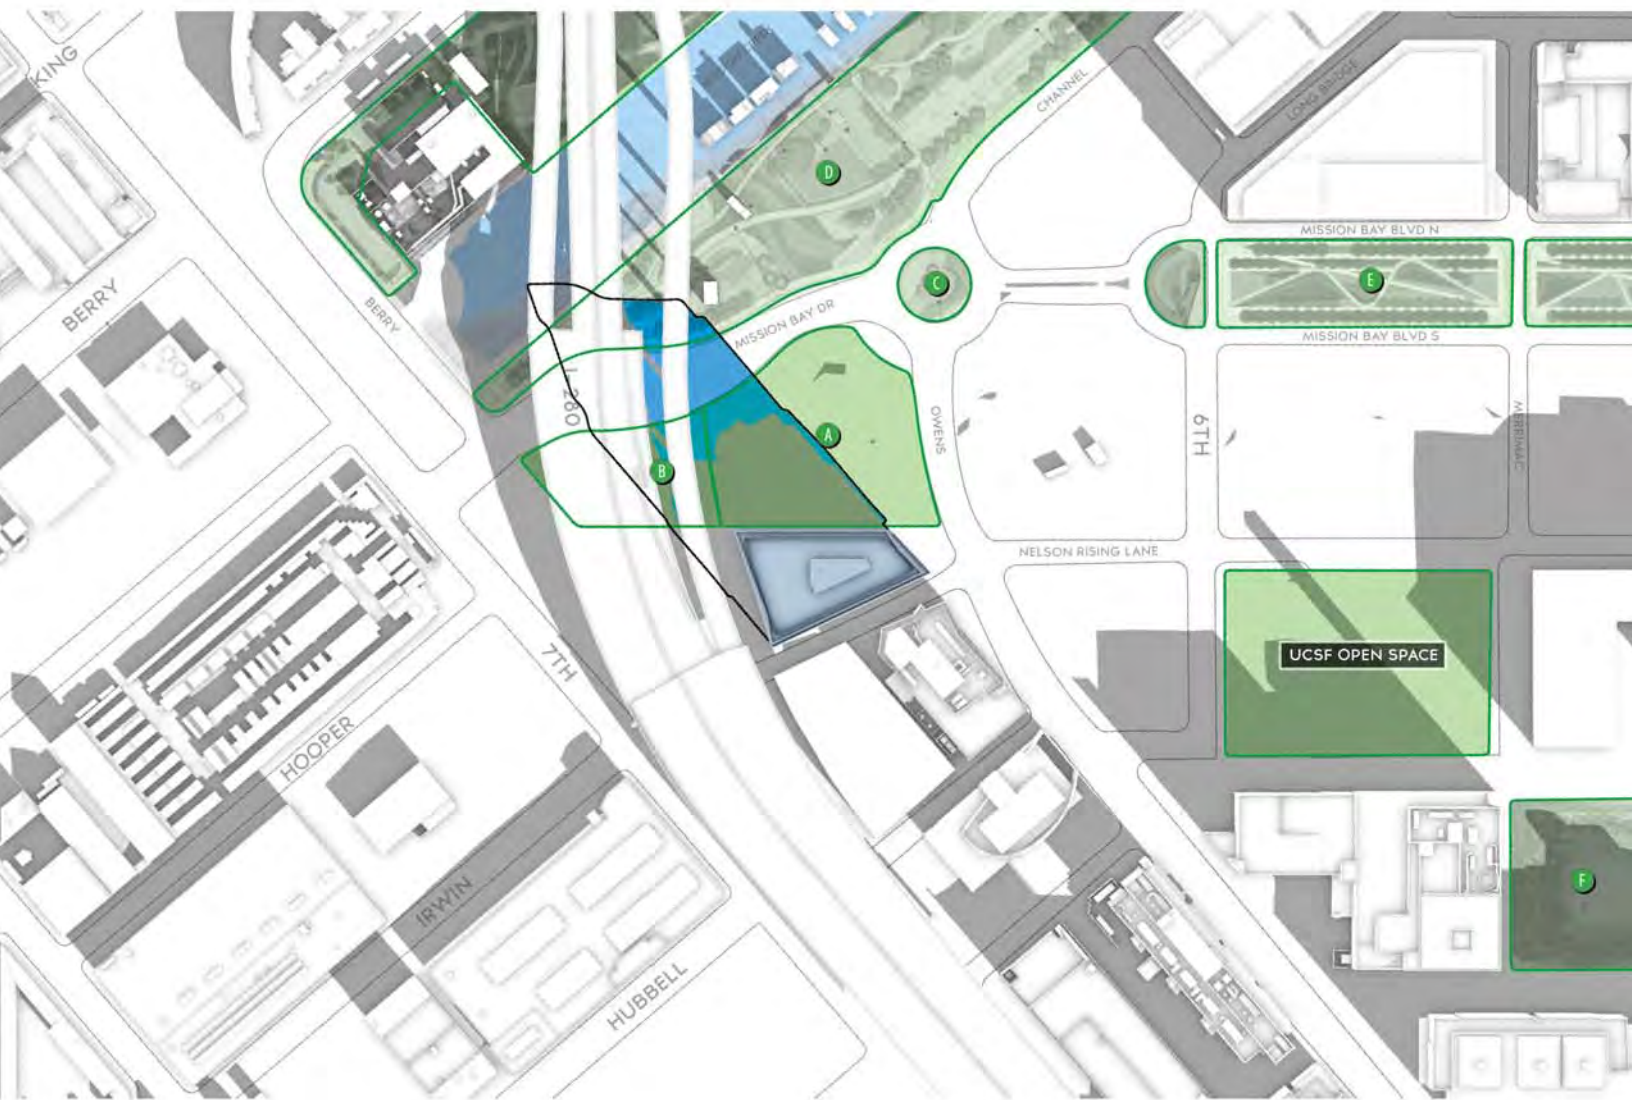 KING
CHANNEL
LONG BRIDGE
D
MISSION BAY BLVD N
C
E
BERRY
BERRY
MISSION BAY DR
MISSION BAY BLVD S
I-280
OWENS
6TH
MERRIMAC
A
B
NELSON RISING LANE
7TH
UCSF OPEN SPACE
HOOPER
F
IRWIN
HUBBELL